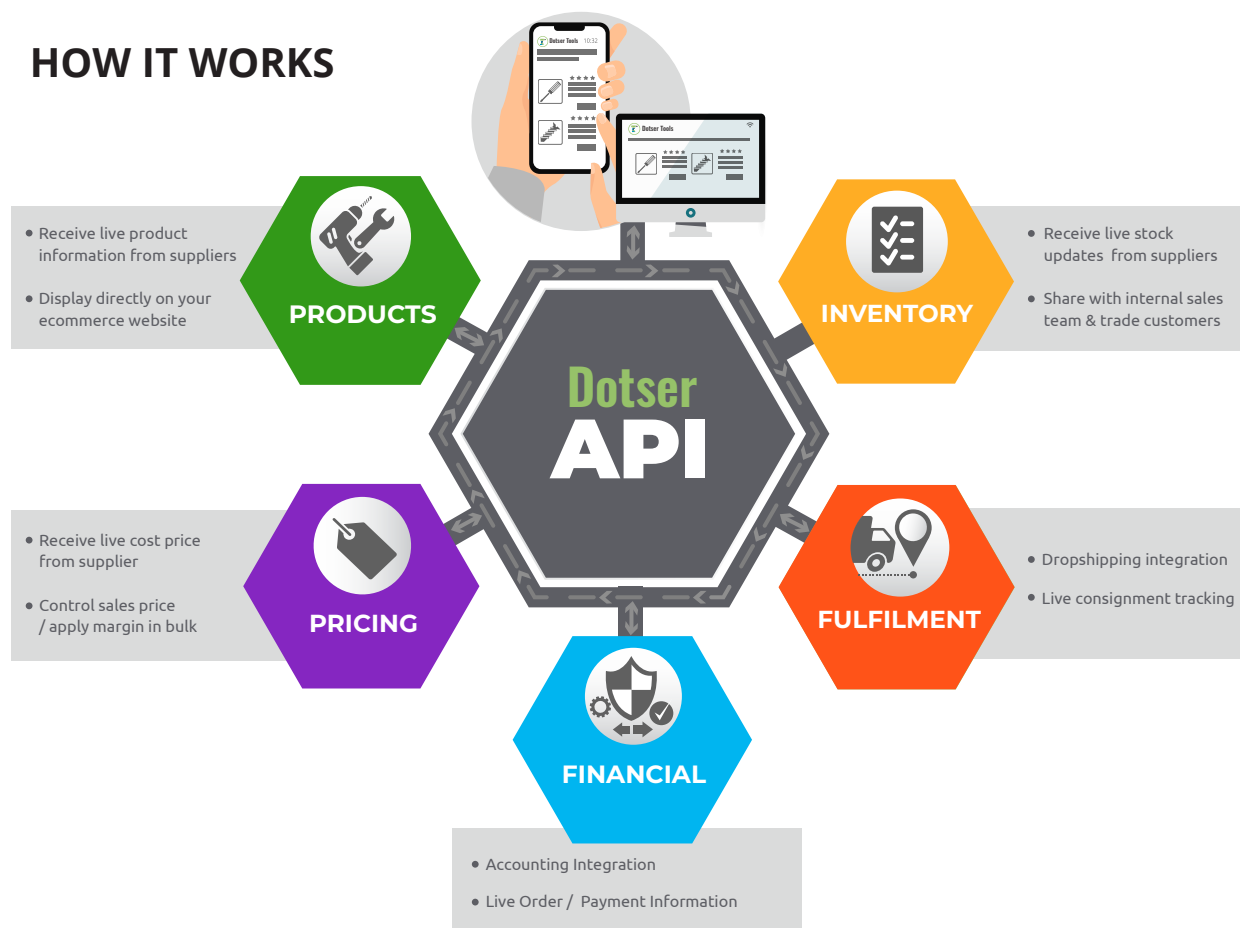 HOW IT WORKS
Dotser Tools 10:32
Dotser Tools
Receive live product
information from suppliers
Display directly on your
ecommerce website
PRODUCTS
INVENTORY
Receive live stock
updates from suppliers
Share with internal sales
team & trade customers
Dotser
API
Receive live cost price
from supplier
Control sales price
/ apply margin in bulk
PRICING
FULFILMENT
Dropshipping integration
Live consignment tracking
FINANCIAL
Accounting Integration
Live Order / Payment Information